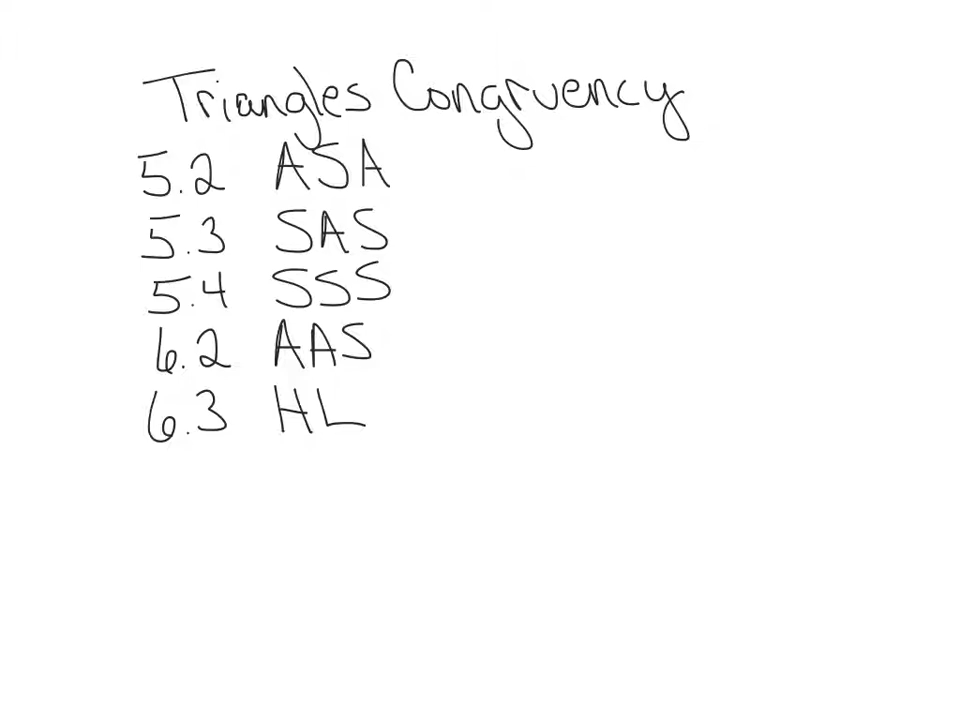 Triangles Congruency
5.2 ASA
5.3 SAS
5.4 SSS
6.2 AAS
6.3 HL